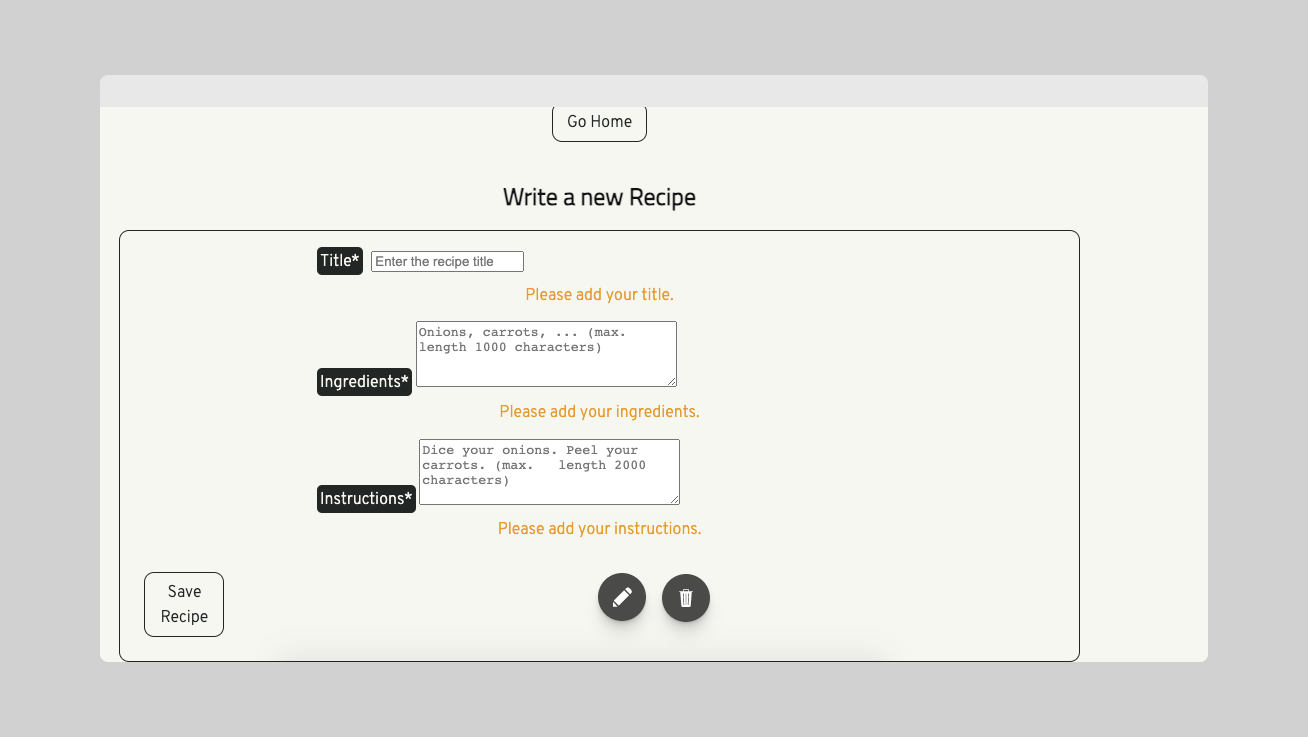 Go Home
Write a new Recipe
Title* Enter the recipe title
Please add your title.
Onions, carrots, ... (max.
length 1000 characters)
Ingredients*
Please add your ingredients.
Dice your onions. Peel your
carrots. (max.   length 2000
characters)
Instructions*
Please add your instructions.
Save
Recipe